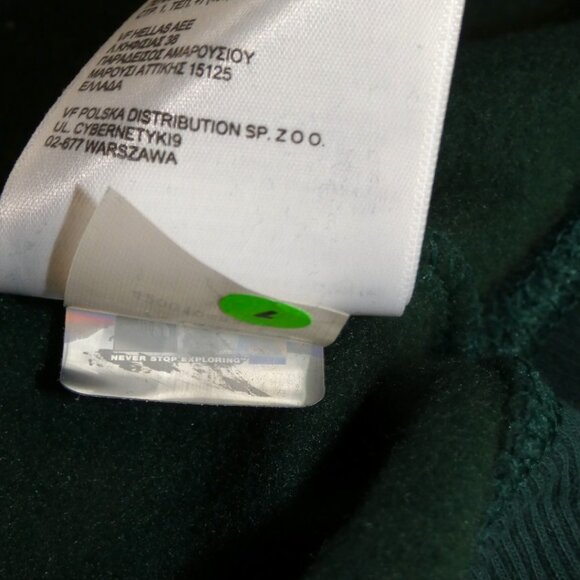 VF HELLAS AEE
Λ.ΚΗΦΙΣΙΑΣ 38
ΠΑΡΑΔΕΙΣΟΣ ΑΜΑΡΟΥΣΙΟΥ
ΜΑΡΟΥΣΙ ΑΤΤΙΚΗΣ 15125
ΕΛΛΑΔΑ
VF POLSKA DISTRIBUTION SP. Z O O.
UL. CYBERNETYKI9
02-677 WARSZAWA
NEVER STOP EXPLORING™